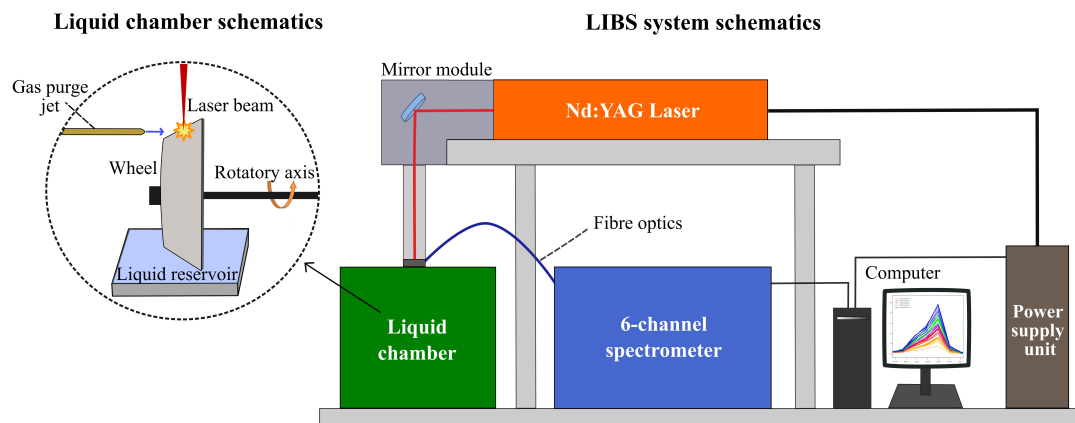 Liquid chamber schematics
LIBS system schematics
Gas purge
jet
Laser beam
Wheel
Rotatory axis
Liquid reservoir
Mirror module
Nd:YAG Laser
Fibre optics
Liquid
chamber
6-channel
spectrometer
Computer
Power
supply
unit